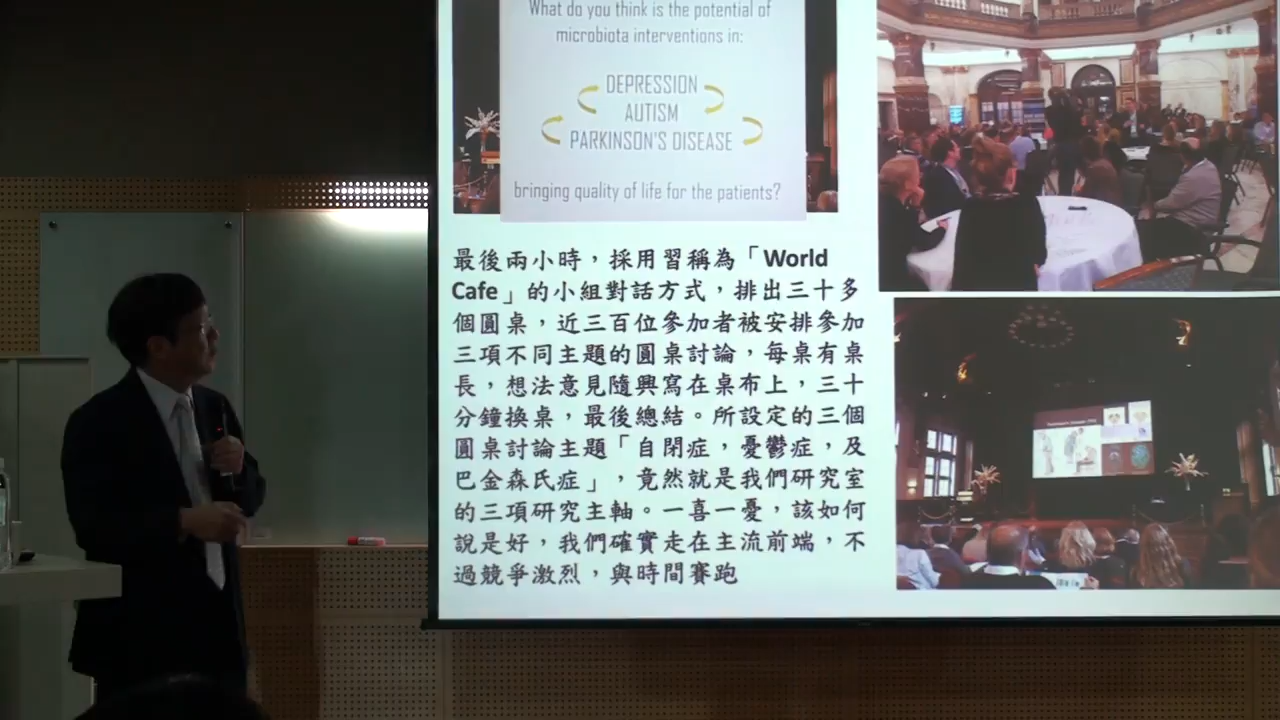 What do you think is the potential of
microbiota interventions in:
DEPRESSION
AUTISM
PARKINSON'S DISEASE
bringing quality of life for the patients?
最後兩小時，採用習稱為「World
Cafe」的小組對話方式，排出三十多
個圓桌，近三百位參加者被安排參加
三項不同主題的圓桌討論，每桌有桌
長，想法意見隨興寫在桌布上，三十
分鐘換桌，最後總結。所設定的三個
圓桌討論主題「自閉症，憂鬱症，及
巴金森氏症」，竟然就是我們研究室
的三項研究主軸。一喜一憂，該如何
說是好，我們確實走在主流前端，不
過競爭激烈，與時間賽跑